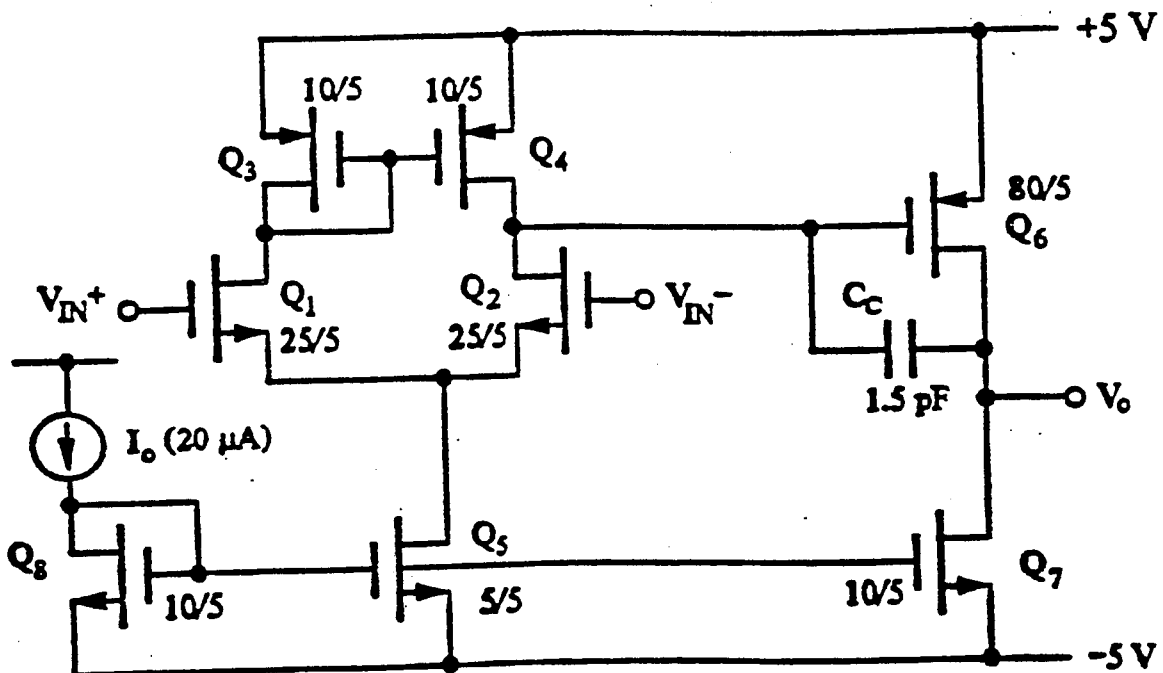 +5 V
10/5
10/5
Q3
Q4
80/5
Q6
VIN+
Q1
Q2
VIN−
25/5
25/5
CC
1.5 pF
Vo
Io (20 μA)
Q8
10/5
Q5
5/5
10/5
Q7
−5 V